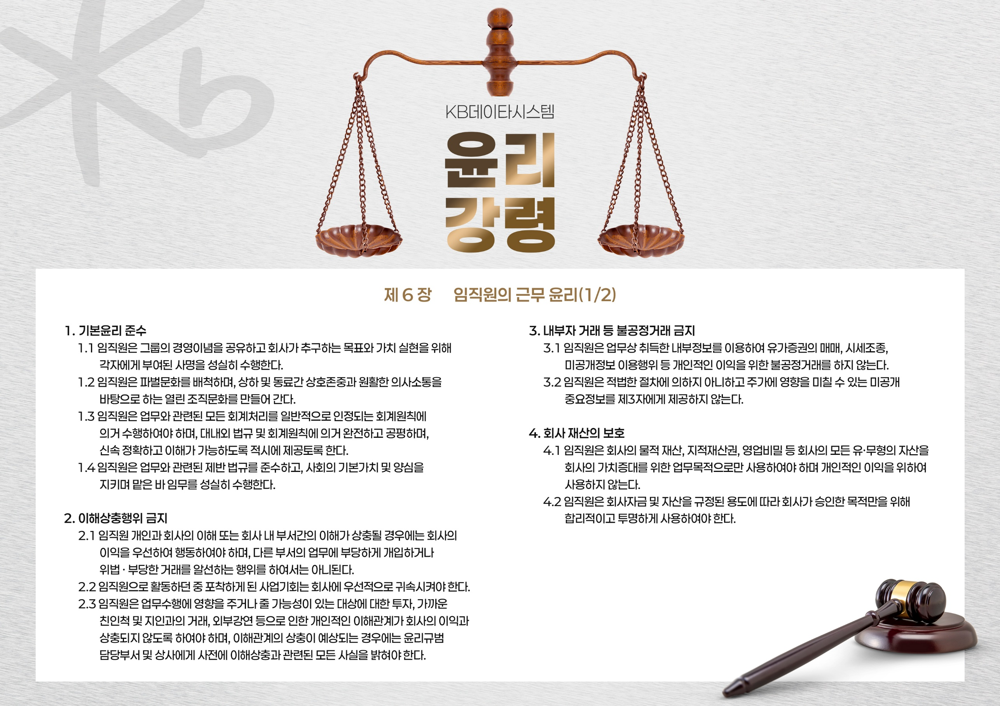 Kb
KB데이타시스템
윤리
강령
제 6 장 임직원의 근무 윤리(1/2)
1. 기본윤리 준수
1.1 임직원은 그룹의 경영이념을 공유하고 회사가 추구하는 목표와 가치 실현을 위해
각자에게 부여된 사명을 성실히 수행한다.
1.2 임직원은 파벌문화를 배척하며, 상하 및 동료간 상호존중과 원활한 의사소통을
바탕으로 하는 열린 조직문화를 만들어 간다.
1.3 임직원은 업무와 관련된 모든 회계처리를 일반적으로 인정되는 회계원칙에
의거 수행하여야 하며, 대내외 법규 및 회계원칙에 의거 완전하고 공평하며,
신속 정확하고 이해가 가능하도록 적시에 제공토록 한다.
1.4 임직원은 업무와 관련된 제반 법규를 준수하고, 사회의 기본가치 및 양심을
지키며 맡은 바 임무를 성실히 수행한다.
2. 이해상충행위 금지
2.1 임직원 개인과 회사의 이해 또는 회사 내 부서간의 이해가 상충될 경우에는 회사의
이익을 우선하여 행동하여야 하며, 다른 부서의 업무에 부당하게 개입하거나
위법 · 부당한 거래를 알선하는 행위를 하여서는 아니된다.
2.2 임직원으로 활동하던 중 포착하게 된 사업기회는 회사에 우선적으로 귀속시켜야 한다.
2.3 임직원은 업무수행에 영향을 주거나 줄 가능성이 있는 대상에 대한 투자, 가까운
친인척 및 지인과의 거래, 외부강연 등으로 인한 개인적인 이해관계가 회사의 이익과
상충되지 않도록 하여야 하며, 이해관계의 상충이 예상되는 경우에는 윤리규범
담당부서 및 상사에게 사전에 이해상충과 관련된 모든 사실을 밝혀야 한다.
3. 내부자 거래 등 불공정거래 금지
3.1 임직원은 업무상 취득한 내부정보를 이용하여 유가증권의 매매, 시세조종,
미공개정보 이용행위 등 개인적인 이익을 위한 불공정거래를 하지 않는다.
3.2 임직원은 적법한 절차에 의하지 아니하고 주가에 영향을 미칠 수 있는 미공개
중요정보를 제3자에게 제공하지 않는다.
4. 회사 재산의 보호
4.1 임직원은 회사의 물적 재산, 지적재산권, 영업비밀 등 회사의 모든 유·무형의 자산을
회사의 가치증대를 위한 업무목적으로만 사용하여야 하며 개인적인 이익을 위하여
사용하지 않는다.
4.2 임직원은 회사자금 및 자산을 규정된 용도에 따라 회사가 승인한 목적만을 위해
합리적이고 투명하게 사용하여야 한다.